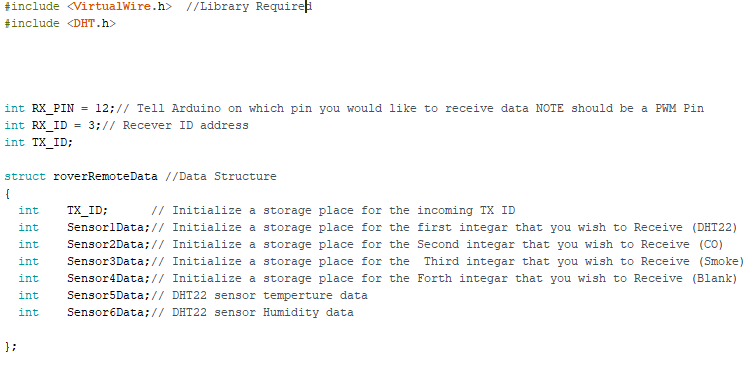 #include <VirtualWire.h>  //Library Required
#include <DHT.h>
int RX_PIN = 12;// Tell Arduino on which pin you would like to receive data NOTE should be a PWM Pin
int RX_ID = 3;// Recever ID address
int TX_ID;
struct roverRemoteData //Data Structure
{
  int    TX_ID;      // Initialize a storage place for the incoming TX ID
  int    Sensor1Data;// Initialize a storage place for the first integar that you wish to Receive (DHT22)
  int    Sensor2Data;// Initialize a storage place for the Second integar that you wish to Receive (CO)
  int    Sensor3Data;// Initialize a storage place for the  Third integar that you wish to Receive (Smoke)
  int    Sensor4Data;// Initialize a storage place for the Forth integar that you wish to Receive (Blank)
  int    Sensor5Data;// DHT22 sensor temperture data
  int    Sensor6Data;// DHT22 sensor Humidity data
};